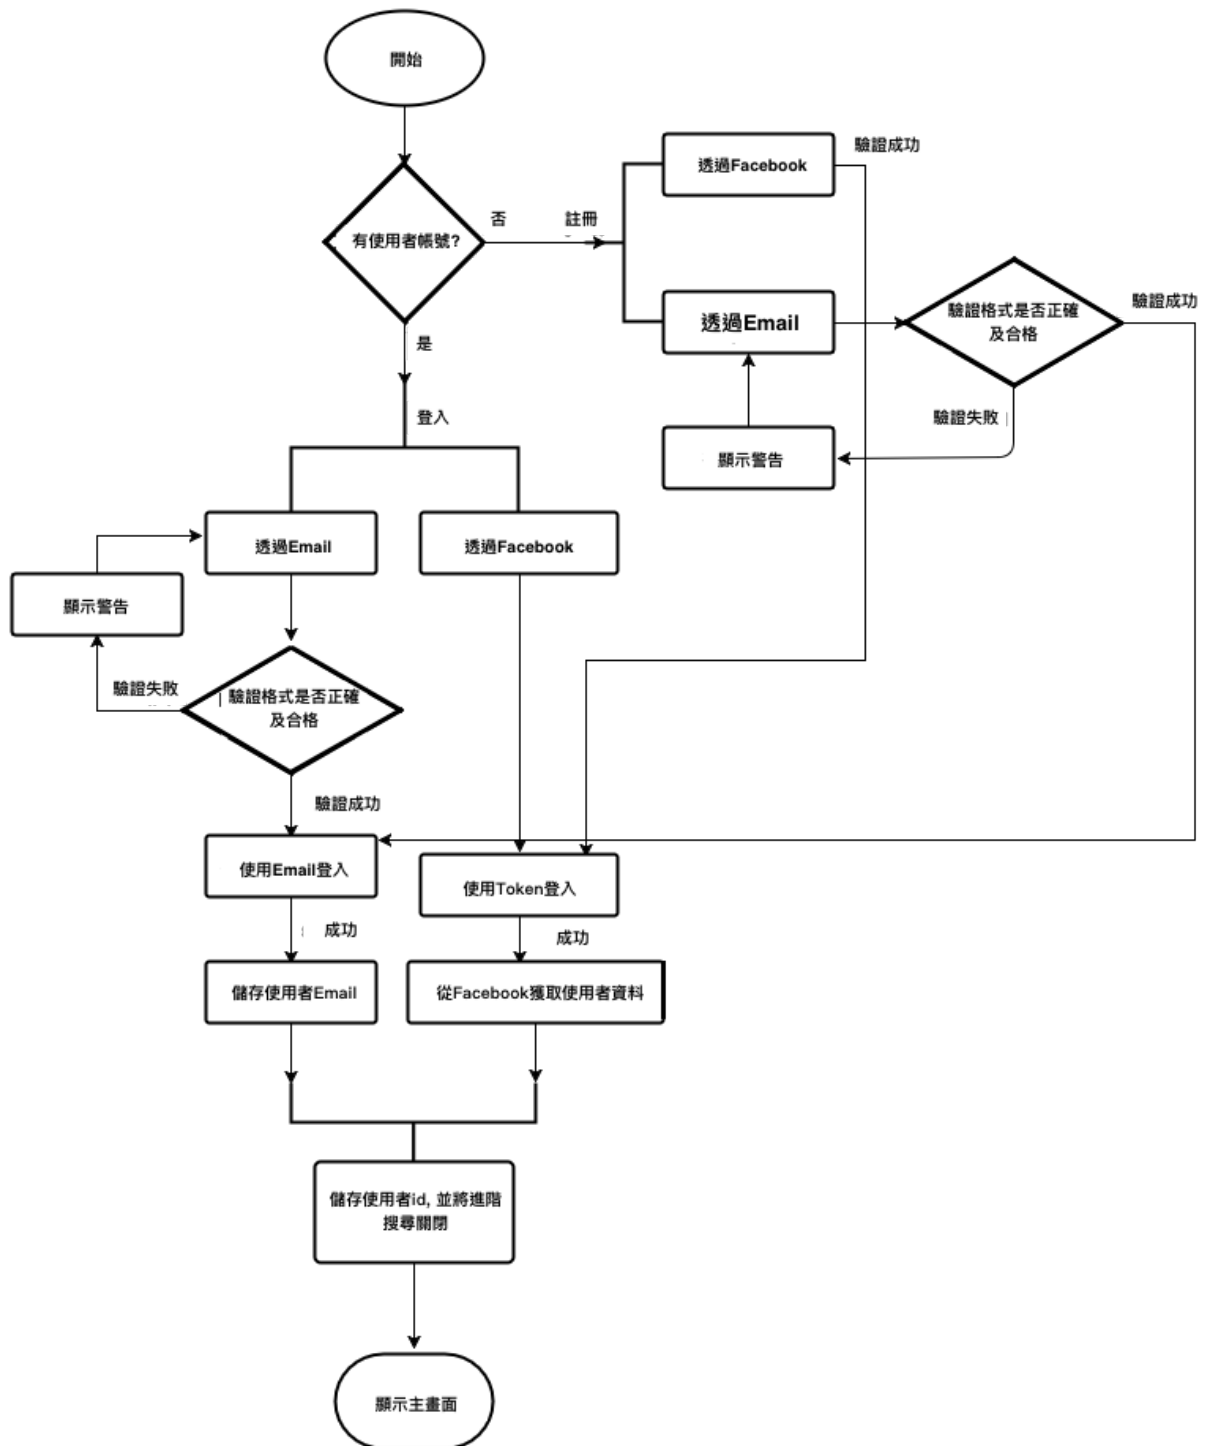 開始
有使用者帳號?
否
註冊
透過Facebook
驗證成功
透過Email
驗證格式是否正確
及合格
驗證成功
驗證失敗
顯示警告
是
登入
透過Email
透過Facebook
顯示警告
驗證失敗
驗證格式是否正確
及合格
驗證成功
使用Email登入
使用Token登入
成功
成功
儲存使用者Email
從Facebook獲取使用者資料
儲存使用者id, 並將進階
搜尋關閉
顯示主畫面